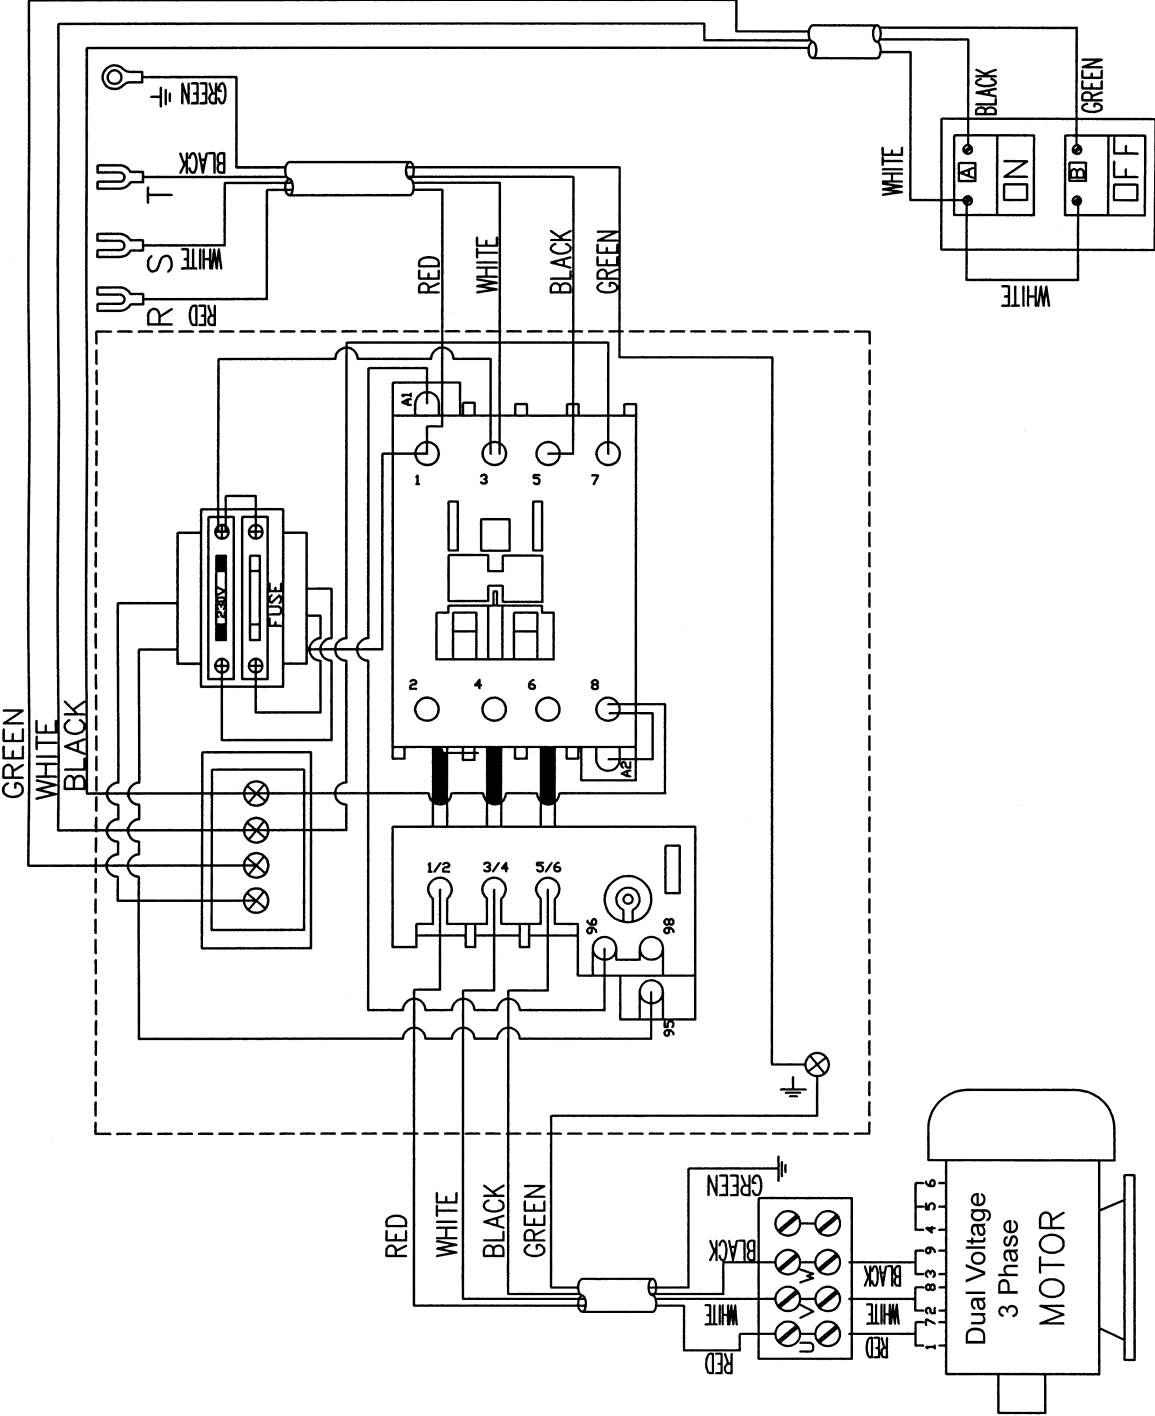 GREEN
BLACK
T
S
WHITE
R
RED
RED
WHITE
BLACK
GREEN
BLACK
GREEN
WHITE
A
ON
B
OFF
WHITE
A1
1
3
5
7
230V
FUSE
2
4
6
8
A2
GREEN
WHITE
BLACK
1/2
3/4
5/6
96
98
95
RED
WHITE
BLACK
GREEN
GREEN
BLACK
WHITE
RED
W
V
U
BLACK
WHITE
RED
6
5
4
9
3
8
2
7
1
Dual Voltage
3 Phase
MOTOR